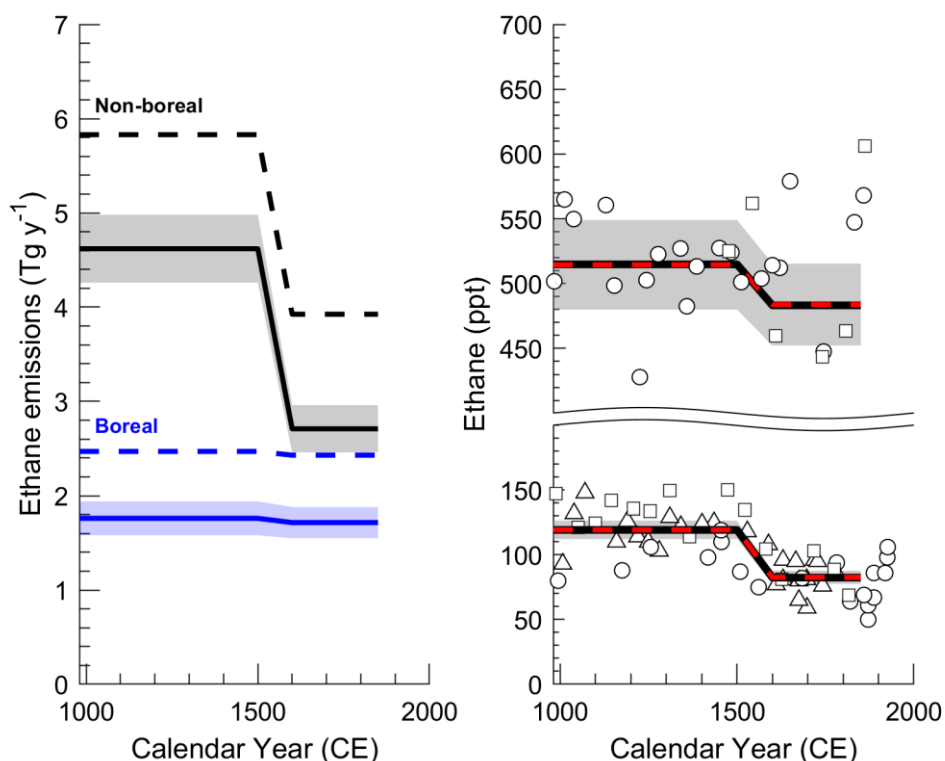 7
6
5
4
3
2
1
0
Ethane emissions (Tg y⁻¹)
Non-boreal
Boreal
1000 1500 2000
Calendar Year (CE)
700
650
600
550
500
450
150
100
50
0
Ethane (ppt)
1000 1500 2000
Calendar Year (CE)